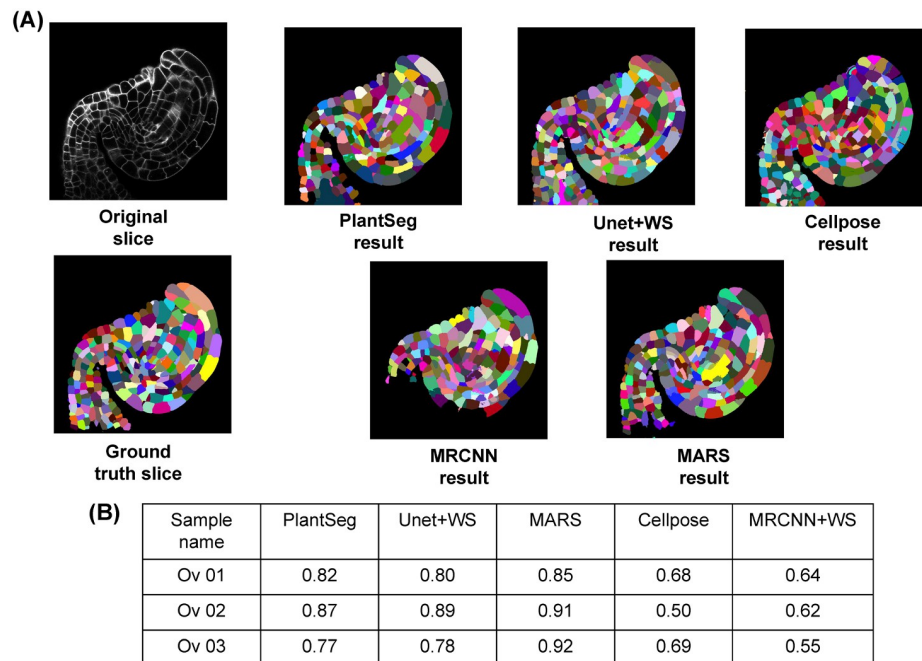 (A)
Original
slice
PlantSeg
result
Unet+WS
result
Cellpose
result
Ground
truth slice
MRCNN
result
MARS
result
(B)
Sample
name
PlantSeg
Unet+WS
MARS
Cellpose
MRCNN+WS
Ov 01
0.82
0.80
0.85
0.68
0.64
Ov 02
0.87
0.89
0.91
0.50
0.62
Ov 03
0.77
0.78
0.92
0.69
0.55